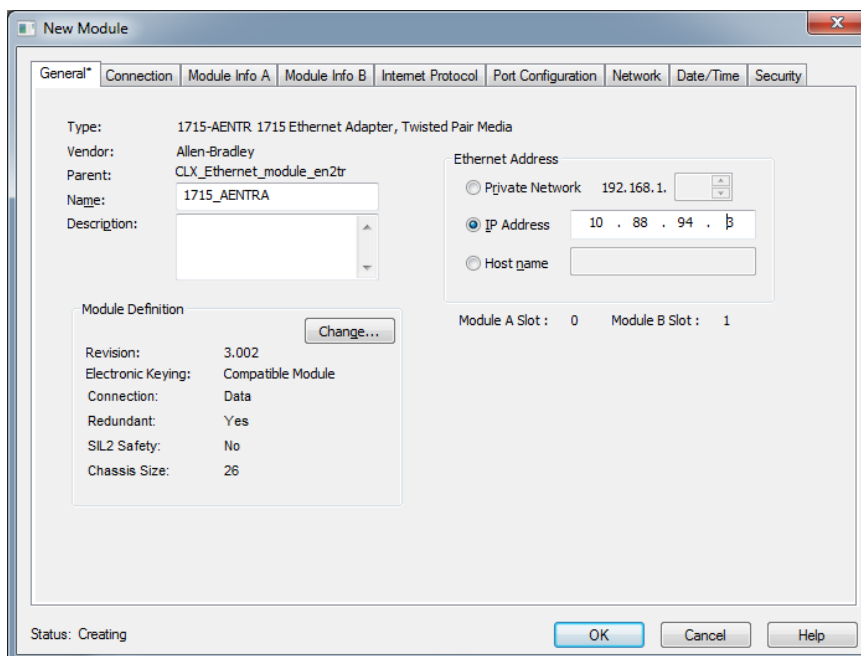 New Module
General* Connection Module Info A Module Info B Internet Protocol Port Configuration Network Date/Time Security
Type: 1715-AENTR 1715 Ethernet Adapter, Twisted Pair Media
Vendor: Allen-Bradley
Parent: CLX_Ethernet_module_en2tr
Name: 1715_AENTRA
Description:
Ethernet Address
Private Network 192.168.1.
IP Address 10 . 88 . 94 . 3
Host name
Module Definition
Change...
Revision: 3.002
Electronic Keying: Compatible Module
Connection: Data
Redundant: Yes
SIL2 Safety: No
Chassis Size: 26
Module A Slot : 0 Module B Slot : 1
Status: Creating
OK Cancel Help